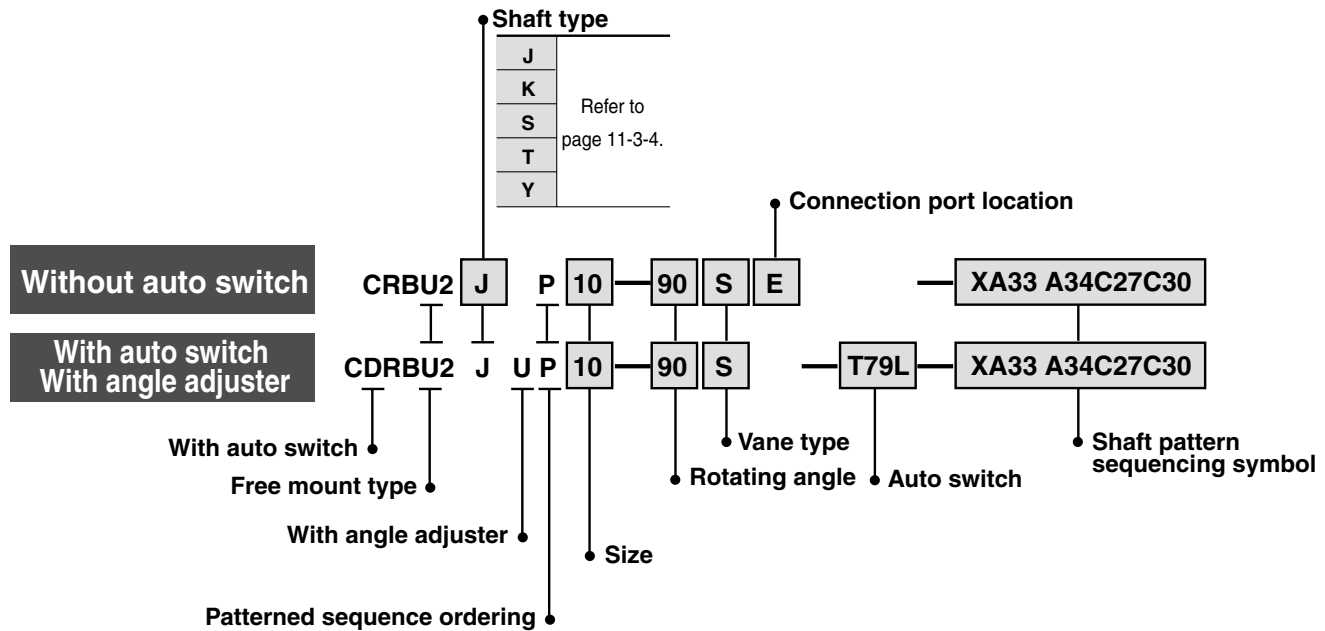 Shaft type
J
K
S
T
Y
Refer to
page 11-3-4.
Connection port location
Without auto switch
CRBU2 J P 10 — 90 S E — XA33 A34C27C30
With auto switch
With angle adjuster
CDRBU2 J U P 10 — 90 S — T79L — XA33 A34C27C30
With auto switch
Free mount type
With angle adjuster
Patterned sequence ordering
Size
Rotating angle
Vane type
Auto switch
Shaft pattern
sequencing symbol